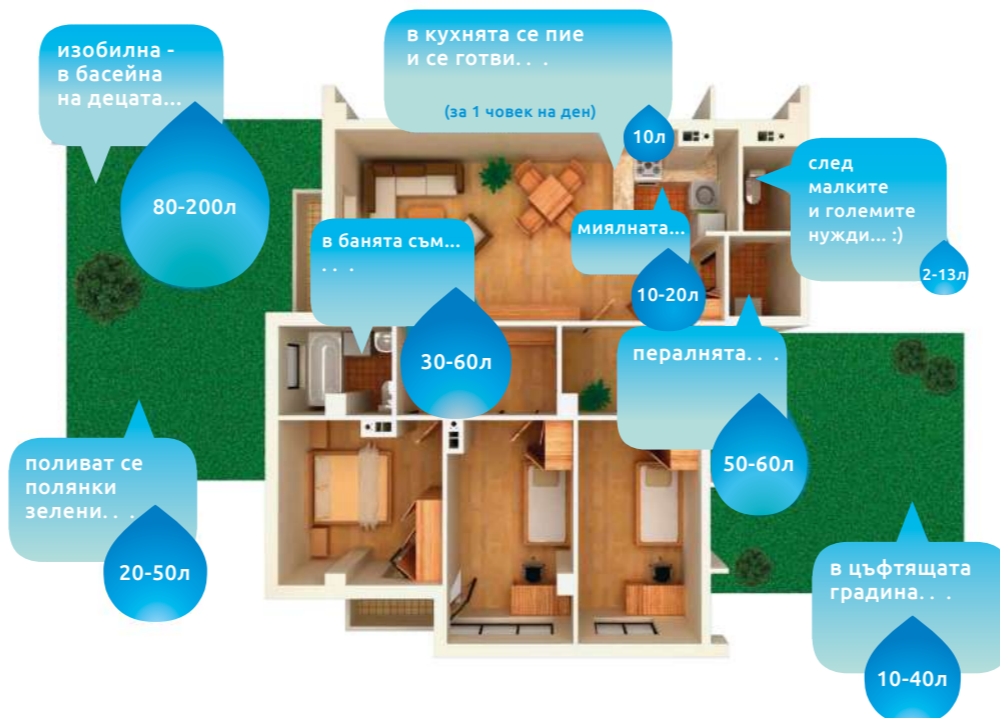 изобилна -
в басейна
на децата...
80-200л
в кухнята се пие
и се готви. . .
(за 1 човек на ден)
10л
след
малките
и големите
нужди... :)
2-13л
миялната...
10-20л
в банята съм...
. . .
30-60л
пералнята. . .
50-60л
поливат се
полянки
зелени. . .
20-50л
в цъфтящата
градина. . .
10-40л